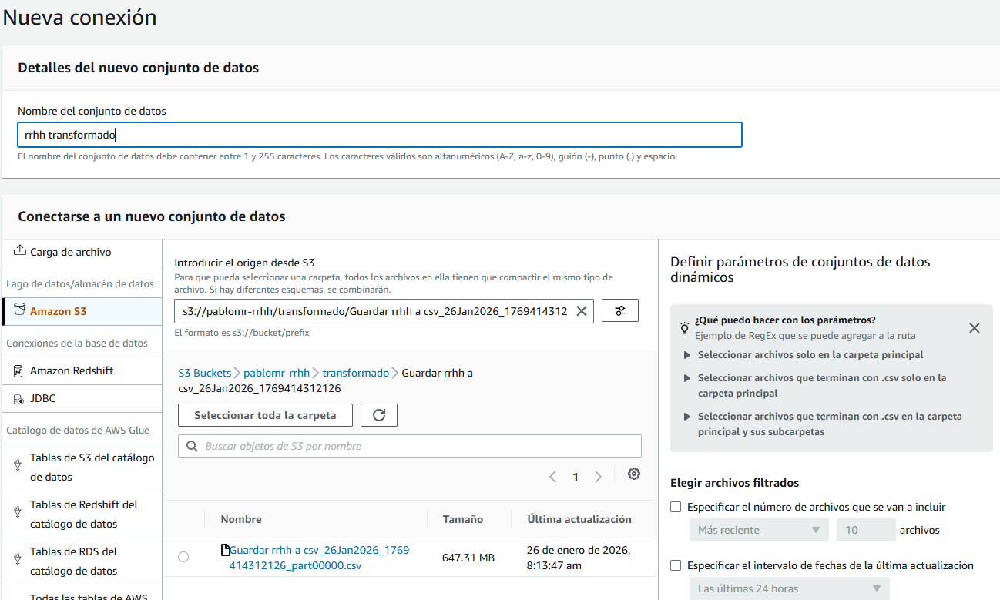 Nueva conexión
Detalles del nuevo conjunto de datos
Nombre del conjunto de datos
rrhh transformado
El nombre del conjunto de datos debe contener entre 1 y 255 caracteres. Los caracteres válidos son alfanuméricos (A-Z, a-z, 0-9), guión (-), punto (.) y espacio.
Conectarse a un nuevo conjunto de datos
Carga de archivo
Lago de datos/almacén de datos
Amazon S3
Conexiones de la base de datos
Amazon Redshift
JDBC
Catálogo de datos de AWS Glue
Tablas de S3 del catálogo
de datos
Tablas de Redshift del
catálogo de datos
Tablas de RDS del
catálogo de datos
Todas las tablas de AWS
Introducir el origen desde S3
Para que pueda seleccionar una carpeta, todos los archivos en ella tienen que compartir el mismo tipo de
archivo. Si hay diferentes esquemas, se combinarán.
s3://pablomr-rrhh/transformado/Guardar rrhh a csv_26Jan2026_1769414312
El formato es s3://bucket/prefix
S3 Buckets > pablomr-rrhh > transformado > Guardar rrhh a
csv_26Jan2026_1769414312126
Seleccionar toda la carpeta
Buscar objetos de S3 por nombre
1
Nombre Tamaño Última actualización
Guardar rrhh a csv_26Jan2026_1769 647.31 MB 26 de enero de 2026,
414312126_part00000.csv 8:13:47 am
Definir parámetros de conjuntos de datos
dinámicos
¿Qué puedo hacer con los parámetros?
Ejemplo de RegEx que se puede agregar a la ruta
Seleccionar archivos solo en la carpeta principal
Seleccionar archivos que terminan con .csv solo en la
carpeta principal
Seleccionar archivos que terminan con .csv en la carpeta
principal y sus subcarpetas
Elegir archivos filtrados
Especificar el número de archivos que se van a incluir
Más reciente 10 archivos
Especificar el intervalo de fechas de la última actualización
Las últimas 24 horas